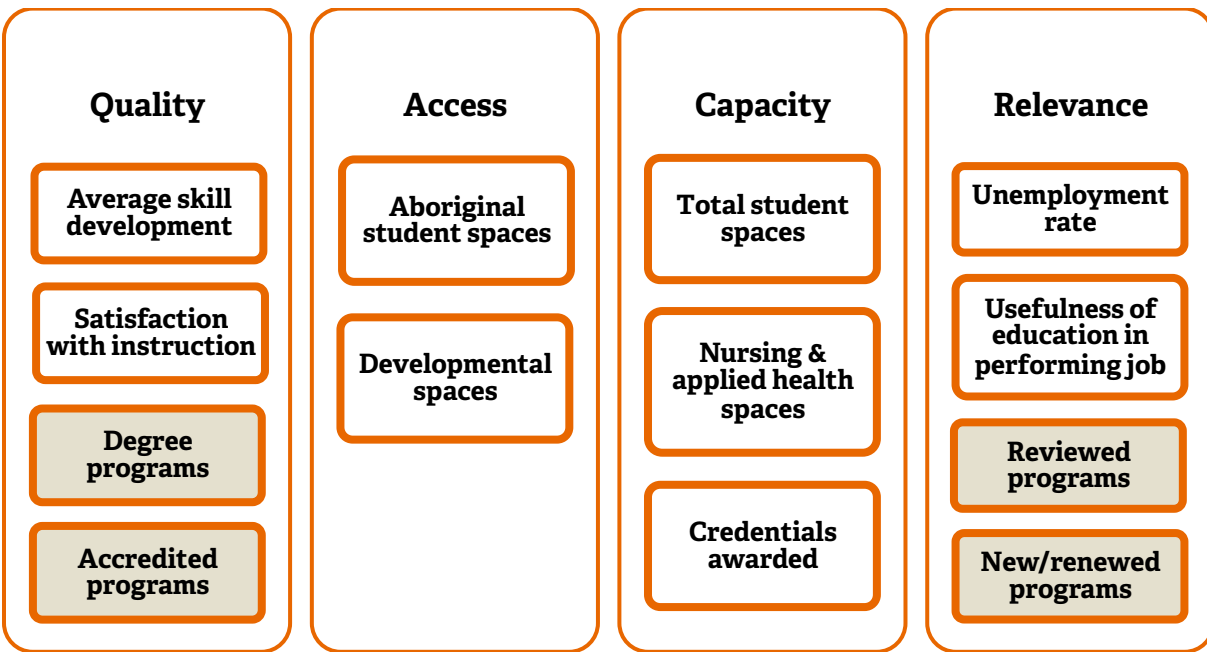 Quality
Average skill
development
Satisfaction
with instruction
Degree
programs
Accredited
programs
Access
Aboriginal
student spaces
Developmental
spaces
Capacity
Total student
spaces
Nursing &
applied health
spaces
Credentials
awarded
Relevance
Unemployment
rate
Usefulness of
education in
performing job
Reviewed
programs
New/renewed
programs